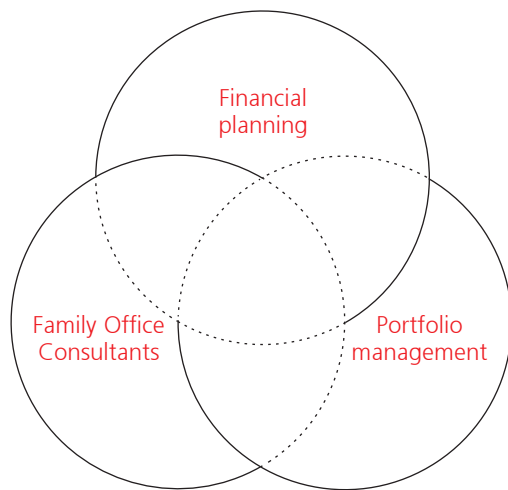 Financial
planning
Family Office
Consultants
Portfolio
management